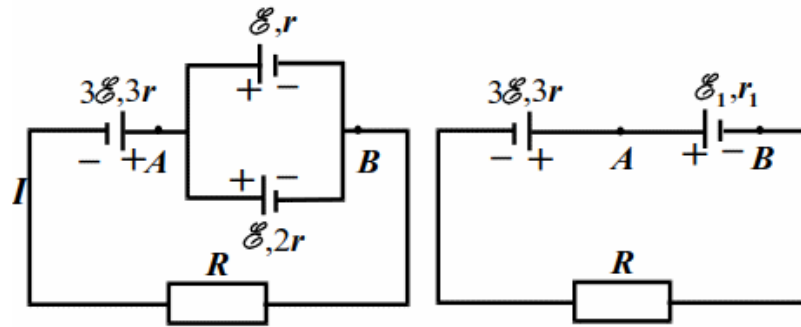 ℰ,r
+ −
3ℰ,3r
− +
A
B
I
+ −
ℰ,2r
R
3ℰ,3r
− +
A
ℰ₁,r₁
+ −
B
R